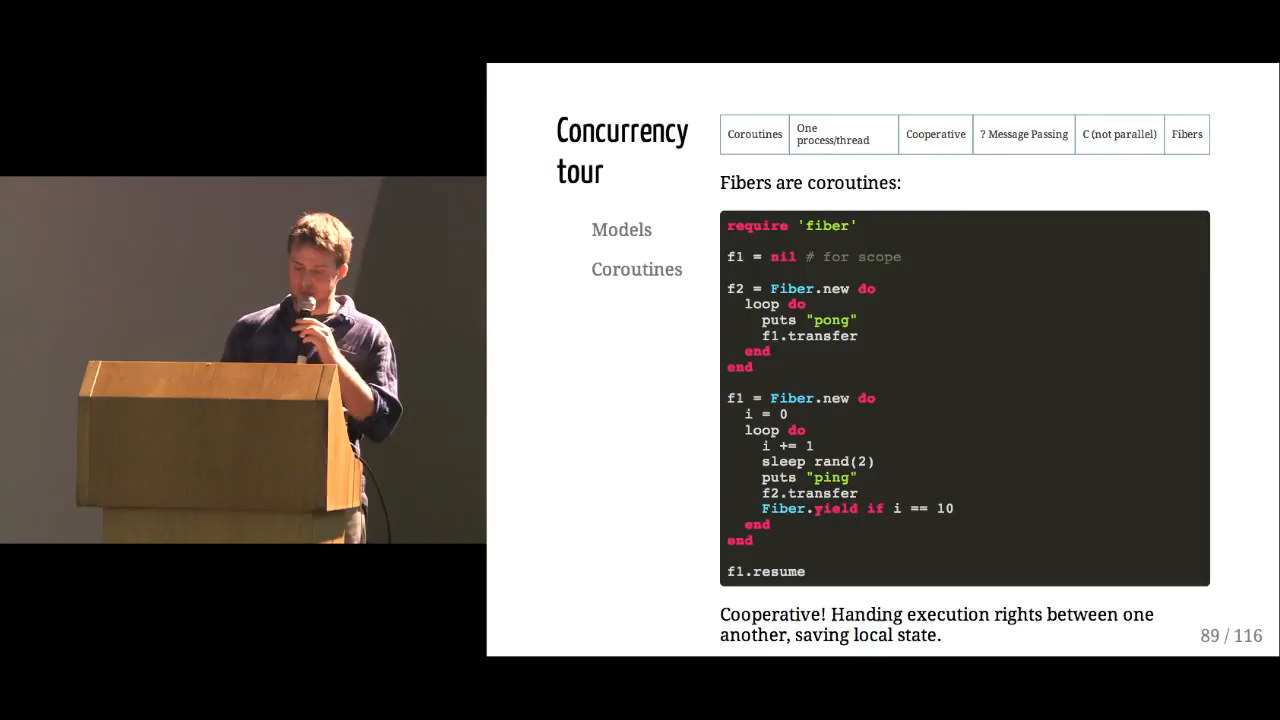 Concurrency
tour
Models
Coroutines
Coroutines
One
process/thread
Cooperative
? Message Passing
C (not parallel)
Fibers
Fibers are coroutines:
require 'fiber'
f1 = nil # for scope
f2 = Fiber.new do
loop do
puts "pong"
f1.transfer
end
end
f1 = Fiber.new do
i = 0
loop do
i += 1
sleep rand(2)
puts "ping"
f2.transfer
Fiber.yield if i == 10
end
end
f1.resume
Cooperative! Handing execution rights between one
another, saving local state.
89 / 116